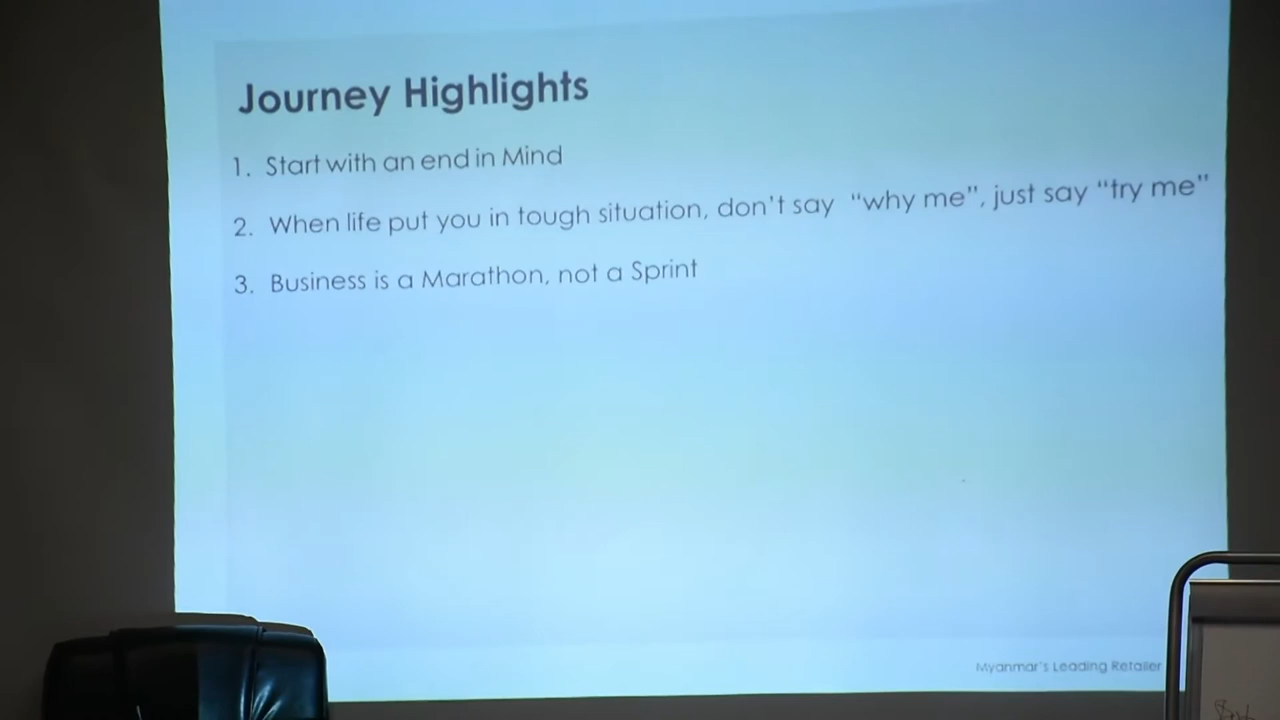 Journey Highlights
1. Start with an end in Mind
2. When life put you in tough situation, don't say "why me", just say "try me"
3. Business is a Marathon, not a Sprint
Myanmar's Leading Retailer